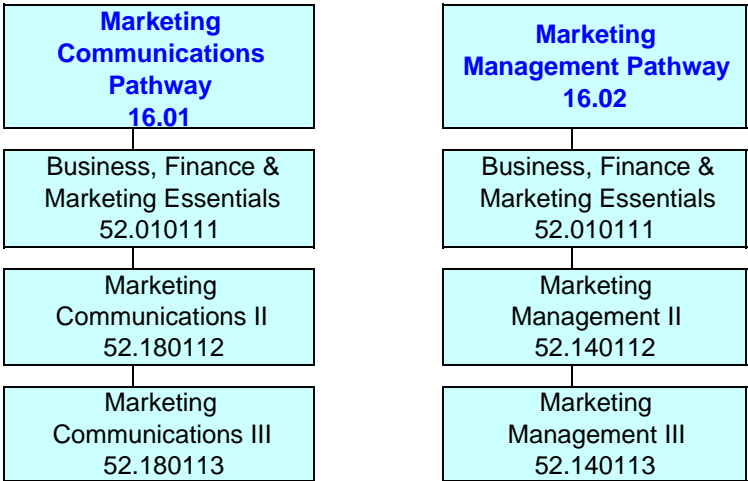 Marketing
Communications
Pathway
16.01
Business, Finance &
Marketing Essentials
52.010111
Marketing
Communications II
52.180112
Marketing
Communications III
52.180113
Marketing
Management Pathway
16.02
Business, Finance &
Marketing Essentials
52.010111
Marketing
Management II
52.140112
Marketing
Management III
52.140113